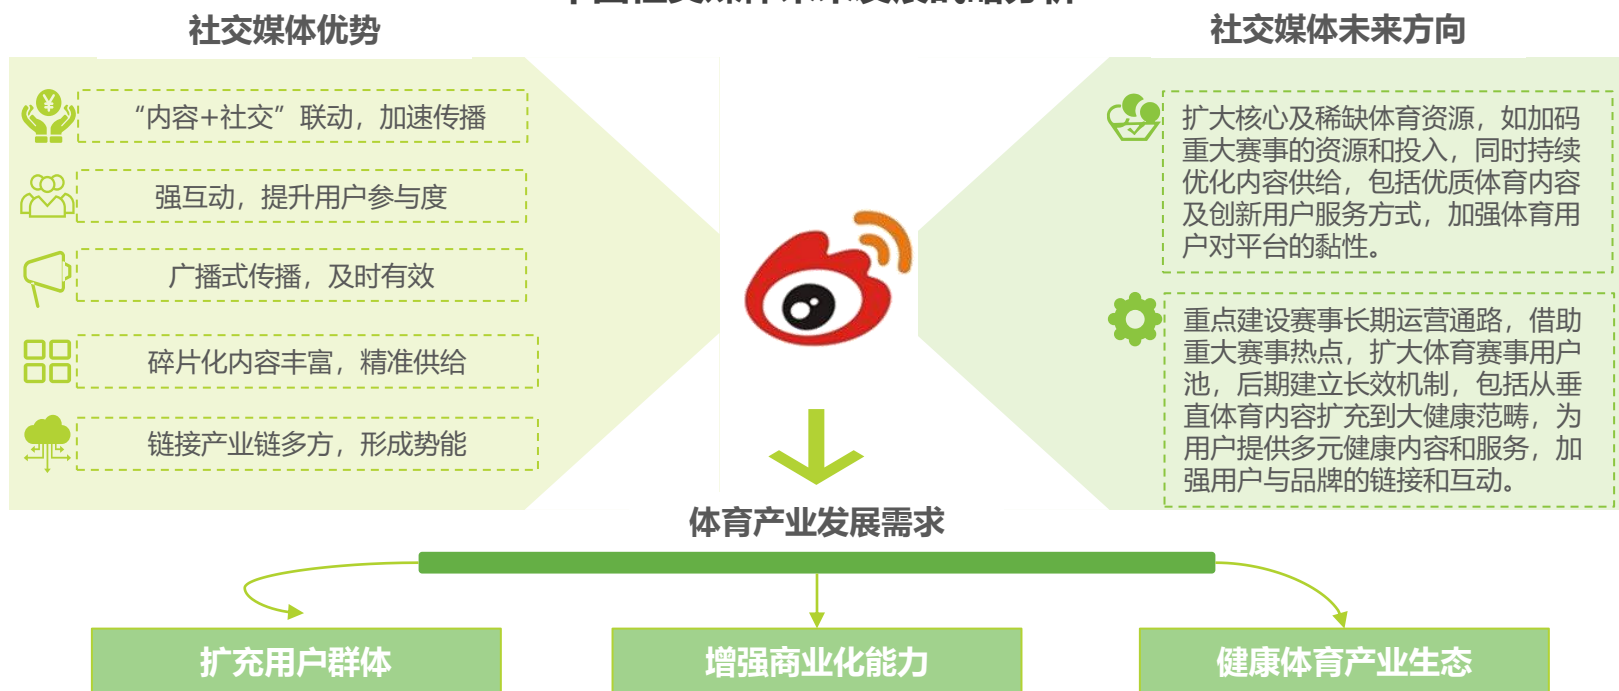 社交媒体优势
“内容+社交”联动，加速传播
强互动，提升用户参与度
广播式传播，及时有效
碎片化内容丰富，精准供给
链接产业链多方，形成势能
社交媒体未来方向
扩大核心及稀缺体育资源，如加码
重大赛事的资源和投入，同时持续
优化内容供给，包括优质体育内容
及创新用户服务方式，加强体育用
户对平台的黏性。
重点建设赛事长期运营通路，借助
重大赛事热点，扩大体育赛事用户
池，后期建立长效机制，包括从垂
直体育内容扩充到大健康范畴，为
用户提供多元健康内容和服务，加
强用户与品牌的链接和互动。
体育产业发展需求
扩充用户群体
增强商业化能力
健康体育产业生态